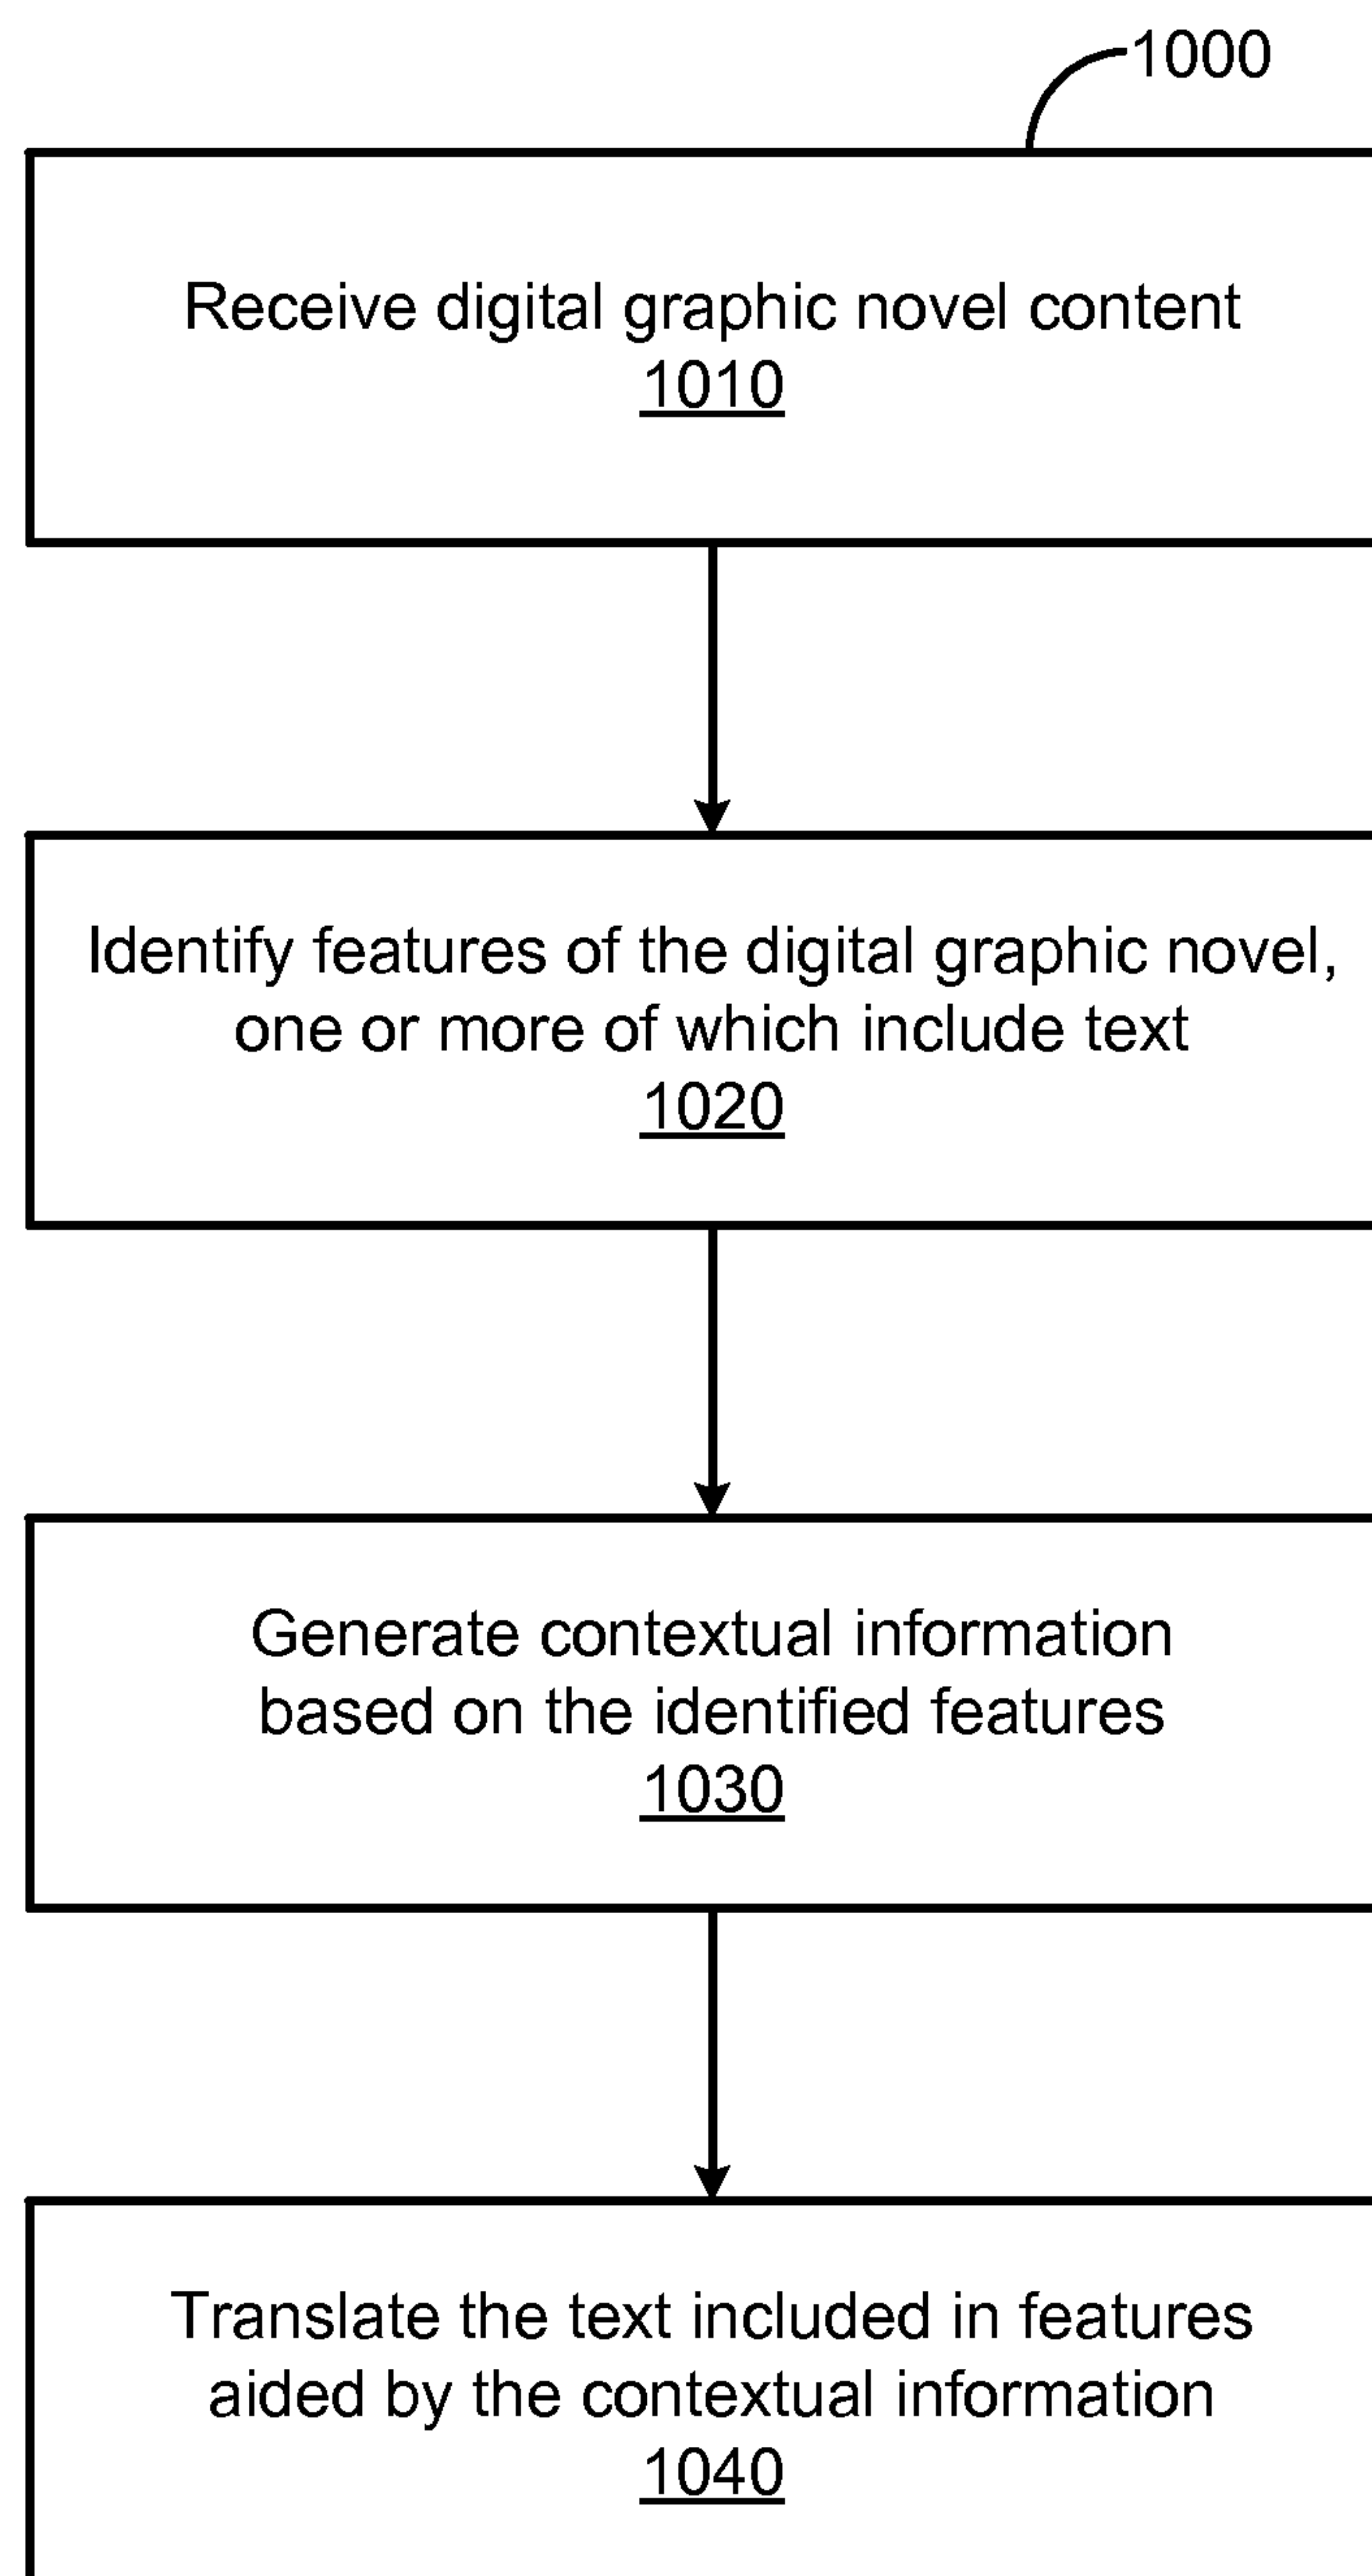 1000
Receive digital graphic novel content
1010
Identify features of the digital graphic novel,
one or more of which include text
1020
Generate contextual information
based on the identified features
1030
Translate the text included in features
aided by the contextual information
1040